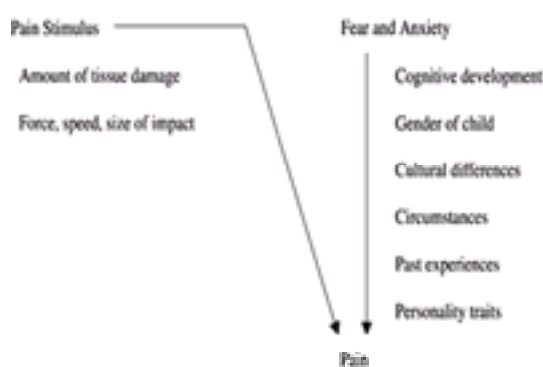 Pain Stimulus
Amount of tissue damage
Force, speed, size of impact
Fear and Anxiety
Cognitive development
Gender of child
Cultural differences
Circumstances
Past experiences
Personality traits
Pain